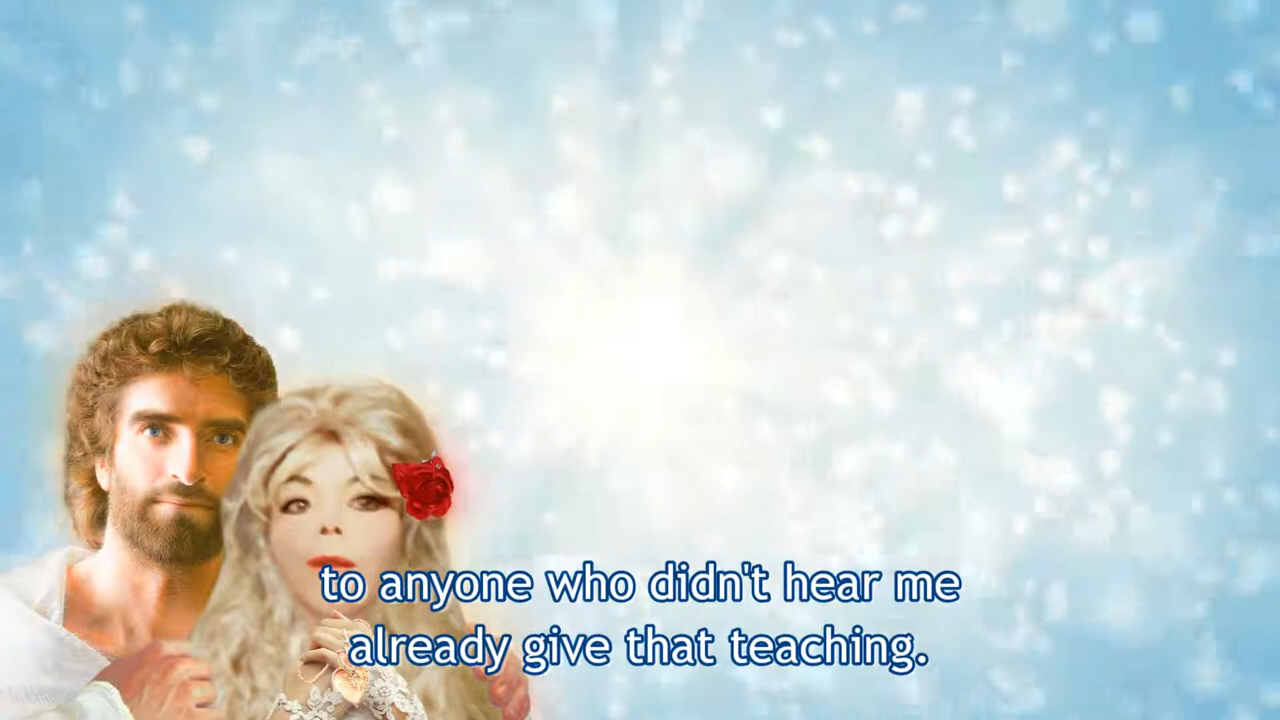 to anyone who didn't hear me
already give that teaching.